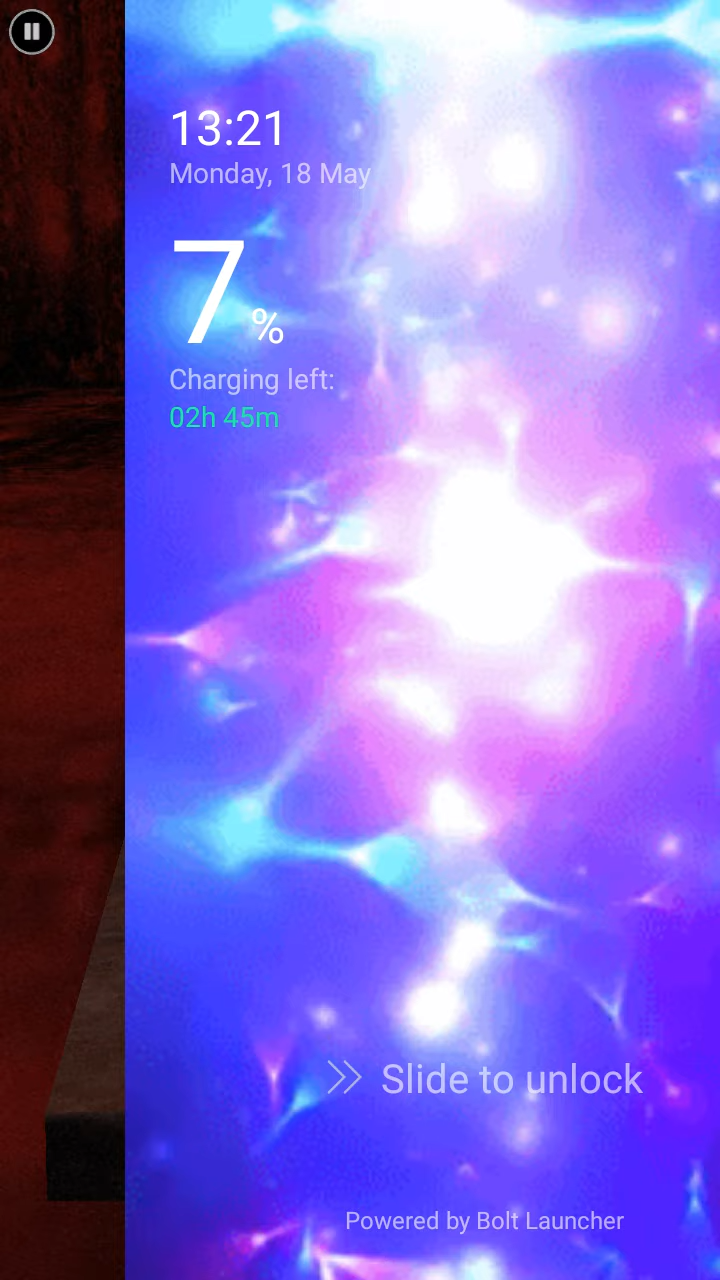 13:21
Monday, 18 May
7%
Charging left:
02h 45m
Slide to unlock
Powered by Bolt Launcher